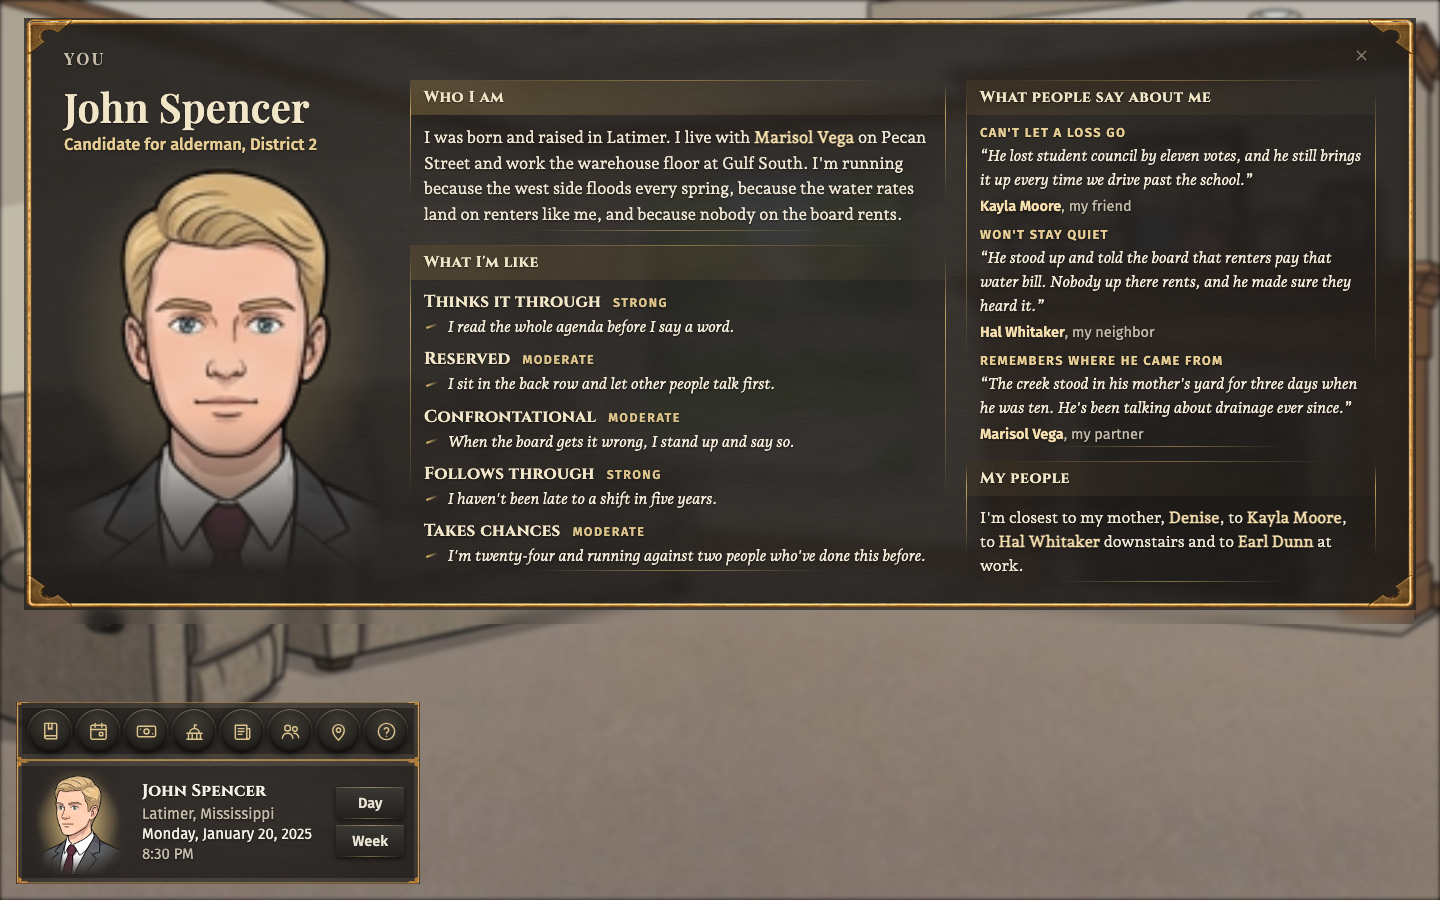 YOU
John Spencer
Candidate for alderman, District 2
WHO I AM
I was born and raised in Latimer. I live with Marisol Vega on Pecan
Street and work the warehouse floor at Gulf South. I'm running
because the west side floods every spring, because the water rates
land on renters like me, and because nobody on the board rents.
WHAT I'M LIKE
THINKS IT THROUGH STRONG
I read the whole agenda before I say a word.
RESERVED MODERATE
I sit in the back row and let other people talk first.
CONFRONTATIONAL MODERATE
When the board gets it wrong, I stand up and say so.
FOLLOWS THROUGH STRONG
I haven't been late to a shift in five years.
TAKES CHANCES MODERATE
I'm twenty-four and running against two people who've done this before.
WHAT PEOPLE SAY ABOUT ME
CAN'T LET A LOSS GO
“He lost student council by eleven votes, and he still brings
it up every time we drive past the school.”
Kayla Moore, my friend
WON'T STAY QUIET
“He stood up and told the board that renters pay that
water bill. Nobody up there rents, and he made sure they
heard it.”
Hal Whitaker, my neighbor
REMEMBERS WHERE HE CAME FROM
“The creek stood in his mother's yard for three days when
he was ten. He's been talking about drainage ever since.”
Marisol Vega, my partner
MY PEOPLE
I'm closest to my mother, Denise, to Kayla Moore,
to Hal Whitaker downstairs and to Earl Dunn at
work.
JOHN SPENCER
Latimer, Mississippi
Monday, January 20, 2025
8:30 PM
Day
Week